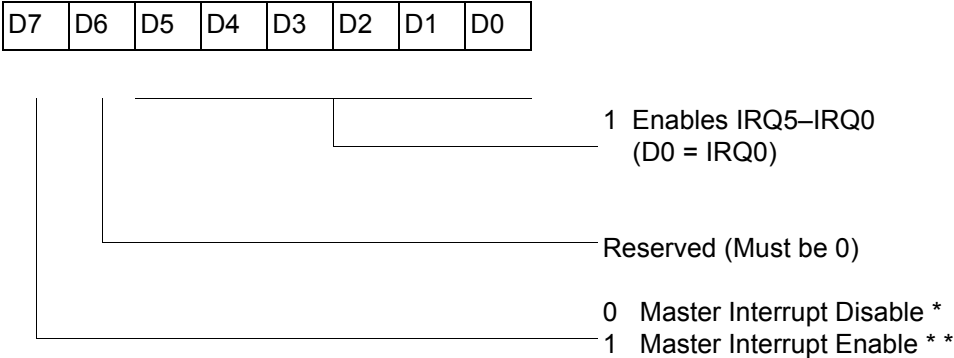 D7 D6 D5 D4 D3 D2 D1 D0
1 Enables IRQ5–IRQ0
(D0 = IRQ0)
Reserved (Must be 0)
0 Master Interrupt Disable *
1 Master Interrupt Enable * *